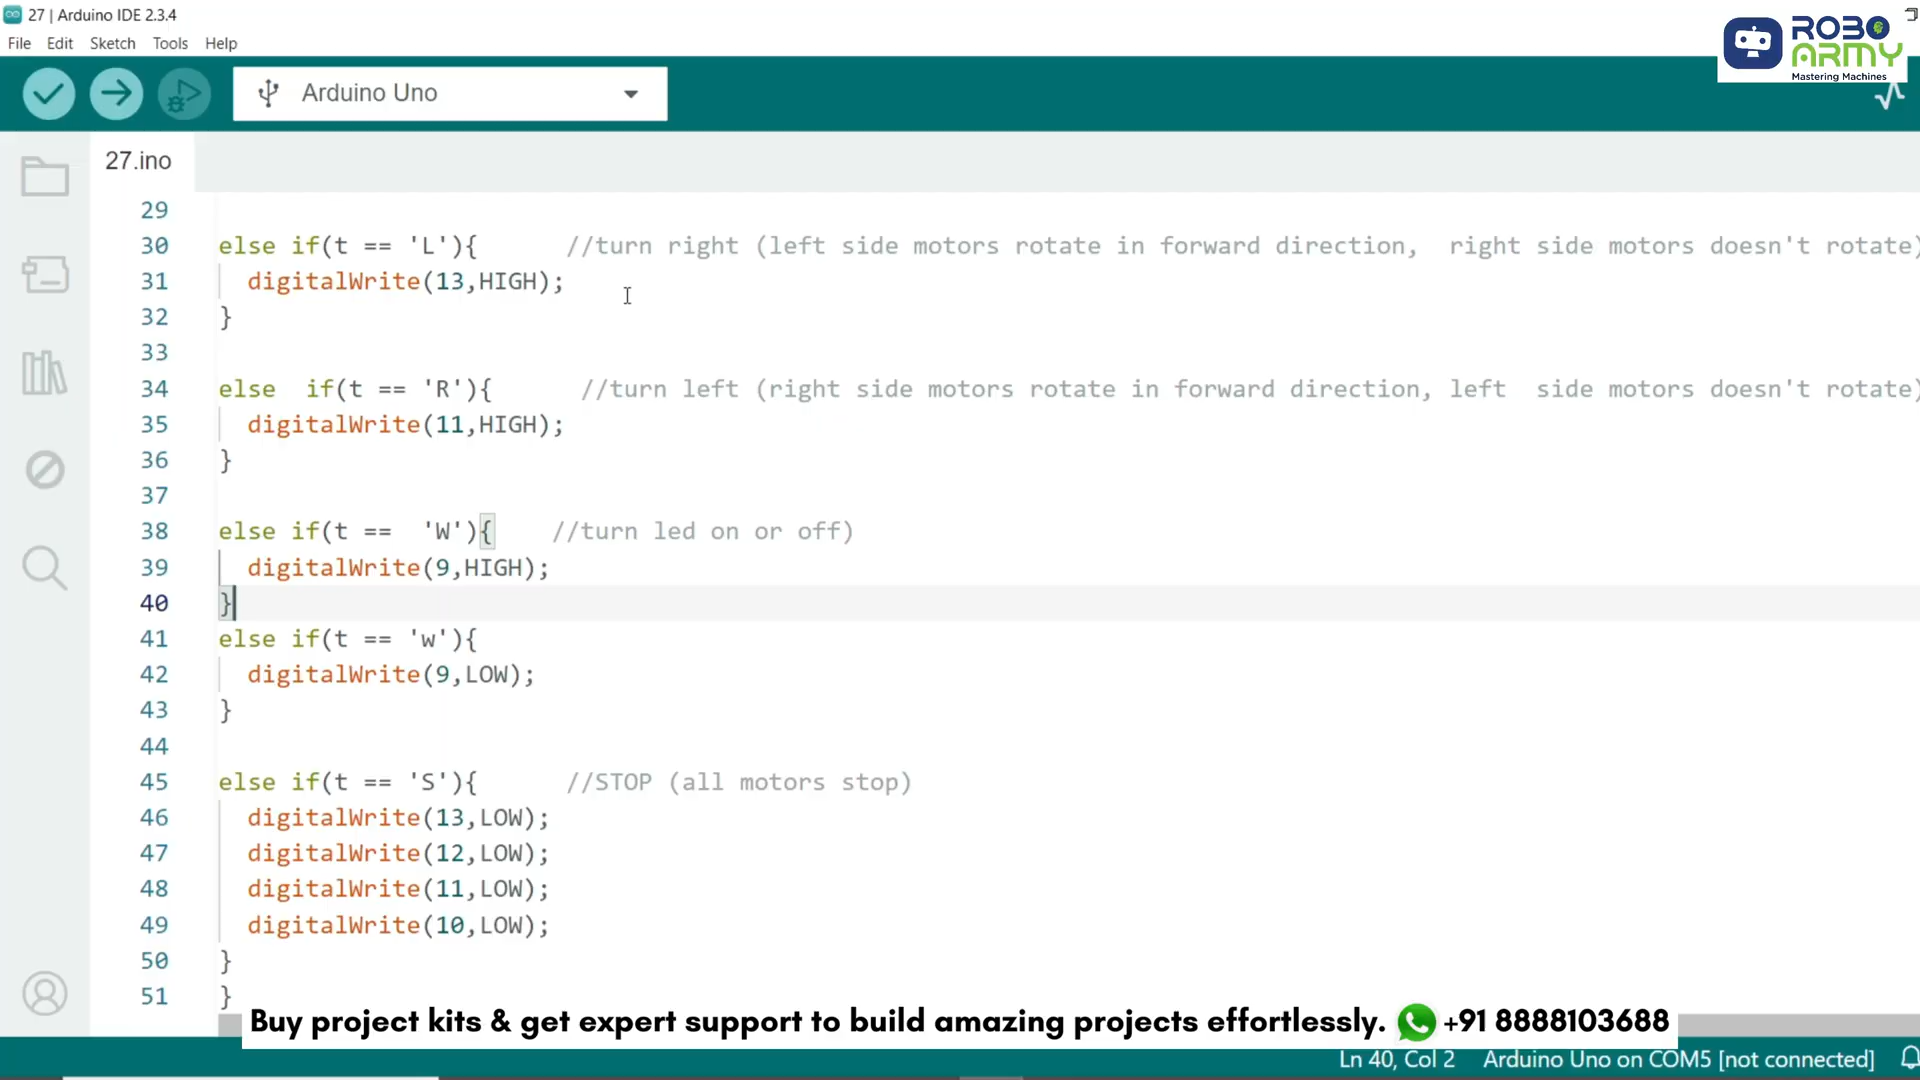 27 | Arduino IDE 2.3.4
File Edit Sketch Tools Help
ROBO
ARMY
Mastering Machines
Arduino Uno
27.ino
29
30 else if(t == 'L'){ //turn right (left side motors rotate in forward direction, right side motors doesn't rotate)
31 digitalWrite(13,HIGH);
32 }
33
34 else if(t == 'R'){ //turn left (right side motors rotate in forward direction, left side motors doesn't rotate)
35 digitalWrite(11,HIGH);
36 }
37
38 else if(t == 'W'){ //turn led on or off)
39 digitalWrite(9,HIGH);
40 }
41 else if(t == 'w'){
42 digitalWrite(9,LOW);
43 }
44
45 else if(t == 'S'){ //STOP (all motors stop)
46 digitalWrite(13,LOW);
47 digitalWrite(12,LOW);
48 digitalWrite(11,LOW);
49 digitalWrite(10,LOW);
50 }
51 }
Buy project kits & get expert support to build amazing projects effortlessly. +91 8888103688
Ln 40, Col 2 Arduino Uno on COM5 [not connected]